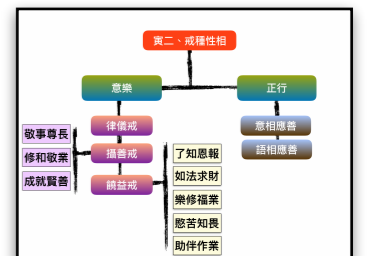 寅二、戒種性相
意樂
正行
律儀戒
攝善戒
饒益戒
意相應善
語相應善
敬事尊長
修和敬業
成就賢善
了知恩報
如法求財
樂修福業
愍苦知畏
助伴作業